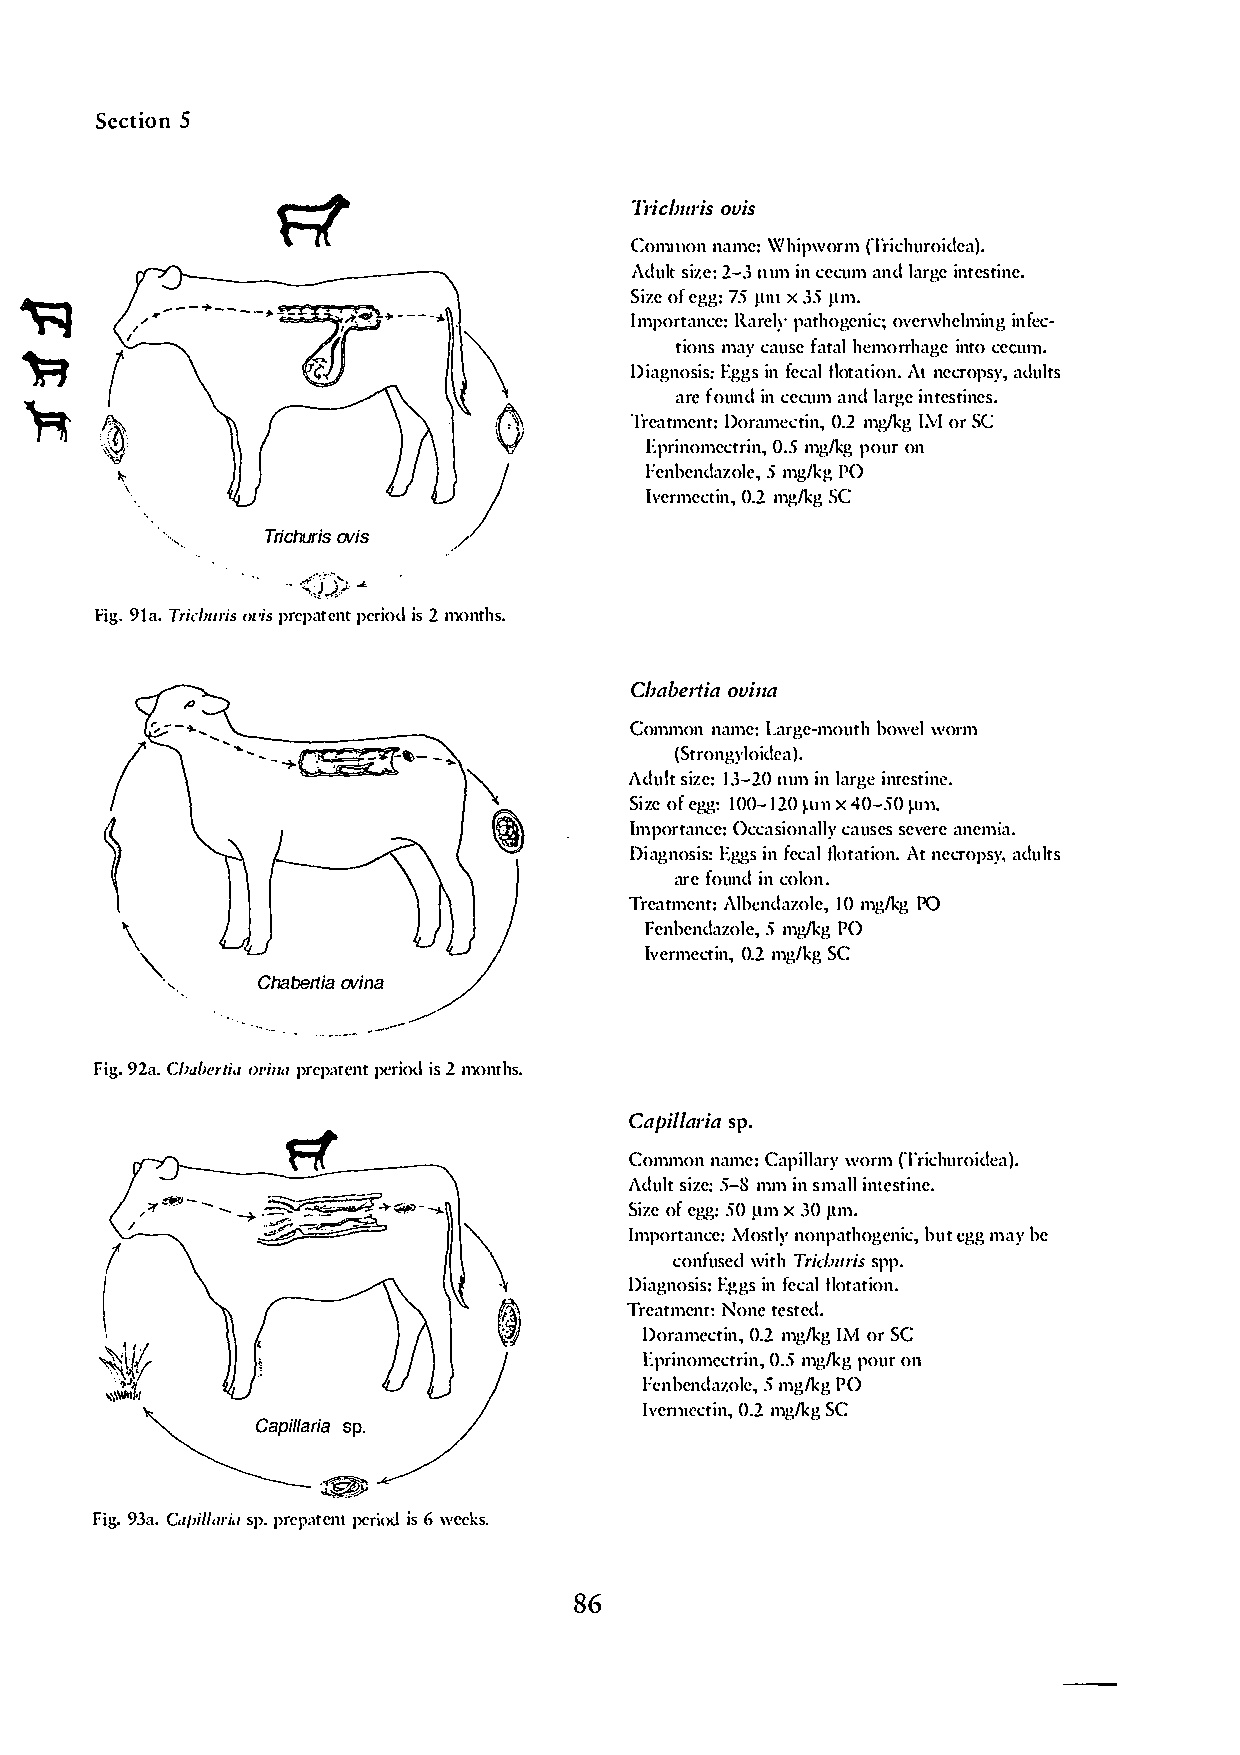 Section 5
Trichuris ovis
Common name: Whipworm (Trichuroidea).
Adult size: 2–3 mm in cecum and large intestine.
Size of egg: 75 µm × 35 µm.
Importance: Rarely pathogenic; overwhelming infec-
tions may cause fatal hemorrhage into cecum.
Diagnosis: Eggs in fecal flotation. At necropsy, adults
are found in cecum and large intestines.
Treatment: Doramectin, 0.2 mg/kg IM or SC
Eprinomectrin, 0.5 mg/kg pour on
Fenbendazole, 5 mg/kg PO
Ivermectin, 0.2 mg/kg SC
Trichuris ovis
Fig. 91a. Trichuris ovis prepatent period is 2 months.
Chabertia ovina
Common name: Large-mouth bowel worm
(Strongyloidea).
Adult size: 13–20 mm in large intestine.
Size of egg: 100–120 µm × 40–50 µm.
Importance: Occasionally causes severe anemia.
Diagnosis: Eggs in fecal flotation. At necropsy, adults
are found in colon.
Treatment: Albendazole, 10 mg/kg PO
Fenbendazole, 5 mg/kg PO
Ivermectin, 0.2 mg/kg SC
Chabertia ovina
Fig. 92a. Chabertia ovina prepatent period is 2 months.
Capillaria sp.
Common name: Capillary worm (Trichuroidea).
Adult size: 5–8 mm in small intestine.
Size of egg: 50 µm × 30 µm.
Importance: Mostly nonpathogenic, but egg may be
confused with Trichuris spp.
Diagnosis: Eggs in fecal flotation.
Treatment: None tested.
Doramectin, 0.2 mg/kg IM or SC
Eprinomectrin, 0.5 mg/kg pour on
Fenbendazole, 5 mg/kg PO
Ivermectin, 0.2 mg/kg SC
Capillaria sp.
Fig. 93a. Capillaria sp. prepatent period is 6 weeks.
86